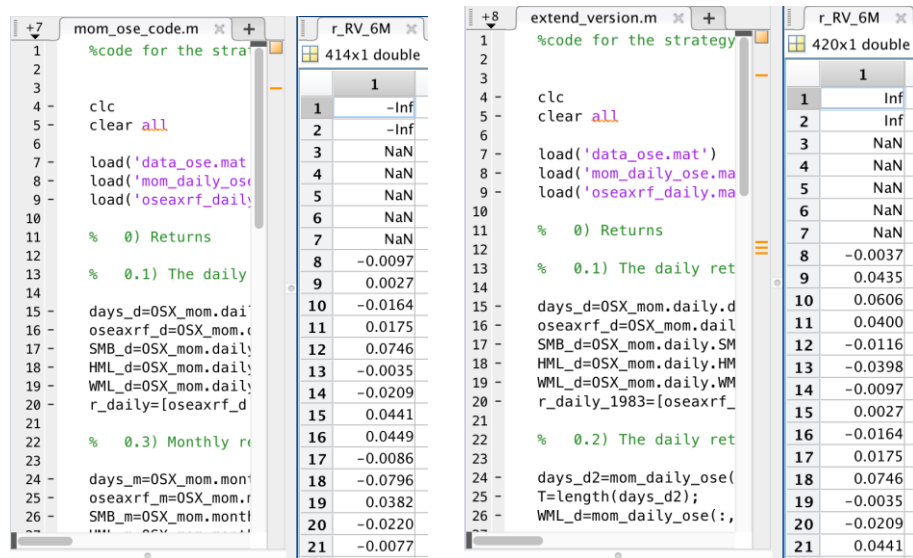 +7 mom_ose_code.m × +
1 %code for the stra
2
3
4 - clc
5 - clear all
6
7 - load('data_ose.mat'
8 - load('mom_daily_ose
9 - load('oseaxrf_daily
10
11 % 0) Returns
12
13 % 0.1) The daily
14
15 - days_d=OSX_mom.dail
16 - oseaxrf_d=OSX_mom.d
17 - SMB_d=OSX_mom.daily
18 - HML_d=OSX_mom.daily
19 - WML_d=OSX_mom.daily
20 - r_daily=[oseaxrf_d
21
22 % 0.3) Monthly re
23
24 - days_m=OSX_mom.mont
25 - oseaxrf_m=OSX_mom.m
26 - SMB_m=OSX_mom.month
r_RV_6M ×
414x1 double
1
1 -Inf
2 -Inf
3 NaN
4 NaN
5 NaN
6 NaN
7 NaN
8 -0.0097
9 0.0027
10 -0.0164
11 0.0175
12 0.0746
13 -0.0035
14 -0.0209
15 0.0441
16 0.0449
17 -0.0086
18 -0.0796
19 0.0382
20 -0.0220
21 -0.0077
+8 extend_version.m × +
1 %code for the strategy
2
3
4 - clc
5 - clear all
6
7 - load('data_ose.mat')
8 - load('mom_daily_ose.ma
9 - load('oseaxrf_daily.ma
10
11 % 0) Returns
12
13 % 0.1) The daily ret
14
15 - days_d=OSX_mom.daily.d
16 - oseaxrf_d=OSX_mom.dail
17 - SMB_d=OSX_mom.daily.SM
18 - HML_d=OSX_mom.daily.HM
19 - WML_d=OSX_mom.daily.WM
20 - r_daily_1983=[oseaxrf_
21
22 % 0.2) The daily ret
23
24 - days_d2=mom_daily_ose(
25 - T=length(days_d2);
26 - WML_d=mom_daily_ose(:,
r_RV_6M ×
420x1 double
1
1 Inf
2 Inf
3 NaN
4 NaN
5 NaN
6 NaN
7 NaN
8 -0.0037
9 0.0435
10 0.0606
11 0.0400
12 -0.0116
13 -0.0398
14 -0.0097
15 0.0027
16 -0.0164
17 0.0175
18 0.0746
19 -0.0035
20 -0.0209
21 0.0441